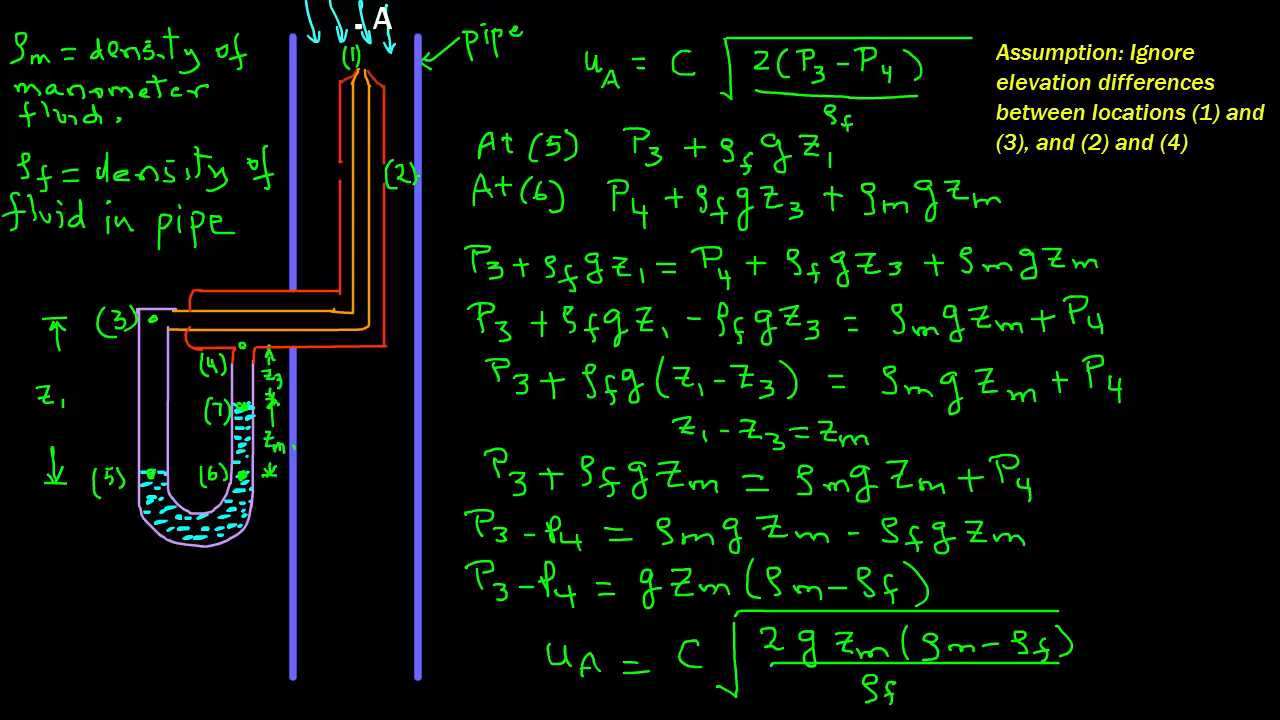 ρm = density of
manometer
fluid.
ρf = density of
fluid in pipe
. A
(1)
pipe
(2)
(3)
(4)
z3
z1
(7)
zm
(5)
(6)
uA = C √(2(P3 - P4)/ρf)
Assumption: Ignore
elevation differences
between locations (1) and
(3), and (2) and (4)
At (5) P3 + ρf g z1
At (6) P4 + ρf g z3 + ρm g zm
P3 + ρf g z1 = P4 + ρf g z3 + ρm g zm
P3 + ρf g z1 - ρf g z3 = ρm g zm + P4
P3 + ρf g (z1 - z3) = ρm g zm + P4
z1 - z3 = zm
P3 + ρf g zm = ρm g zm + P4
P3 - P4 = ρm g zm - ρf g zm
P3 - P4 = g zm (ρm - ρf)
uA = C √(2 g zm (ρm - ρf)/ρf)